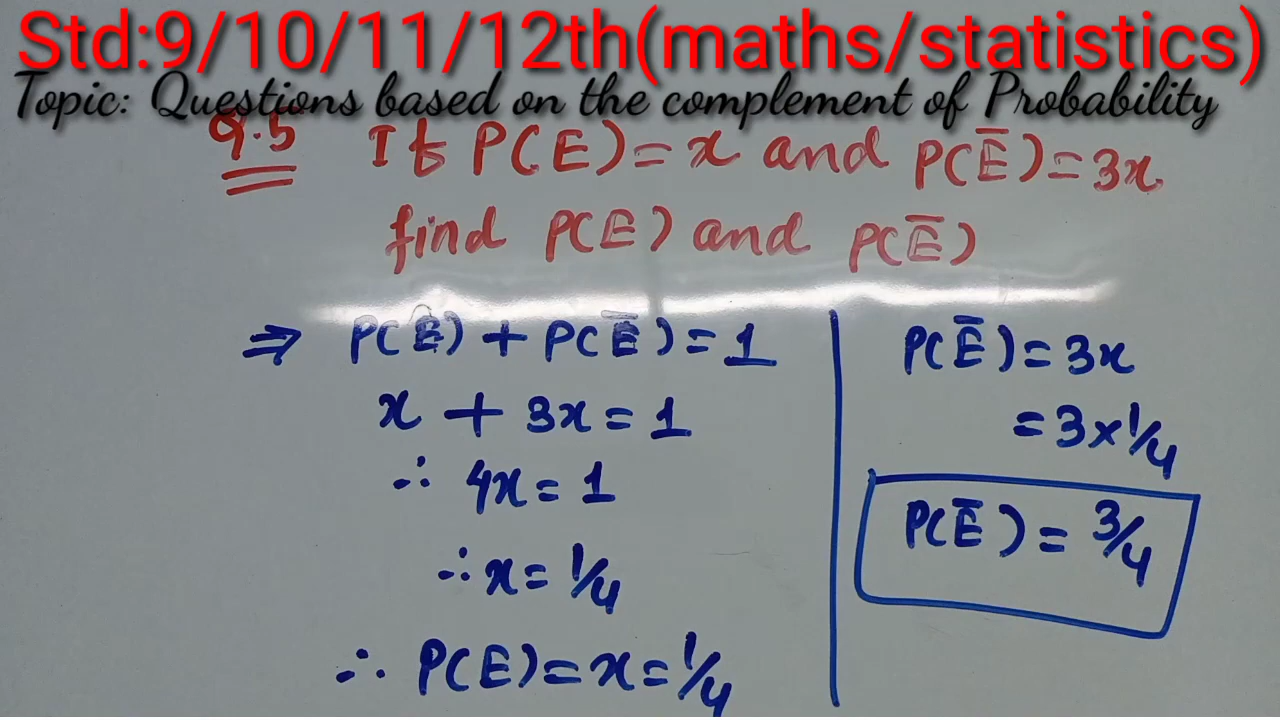 Std:9/10/11/12th(maths/statistics)
Topic: Questions based on the complement of Probability
Q.5 If P(E)=x and P(Ē)=3x
find P(E) and P(Ē)
⇒ P(E)+P(Ē)=1
x + 3x=1
∴ 4x=1
∴ x=1/4
∴ P(E)=x=1/4
P(Ē)=3x
=3×1/4
P(Ē)=3/4